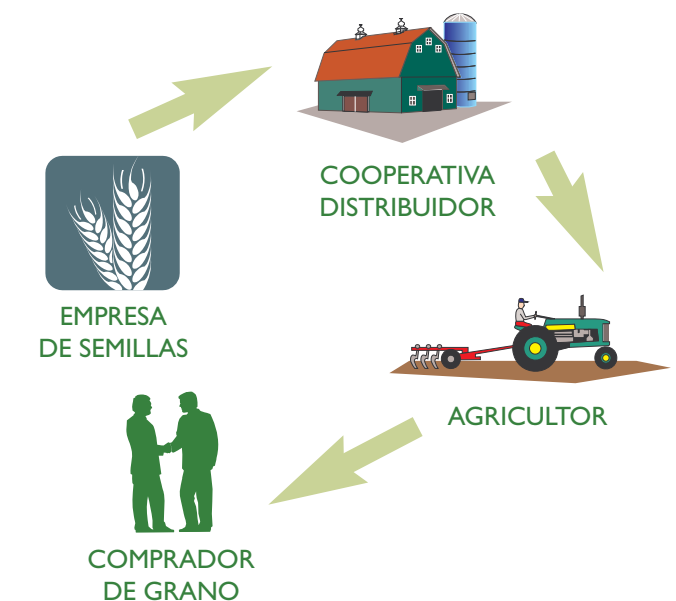 COOPERATIVA
DISTRIBUIDOR
EMPRESA
DE SEMILLAS
AGRICULTOR
COMPRADOR
DE GRANO